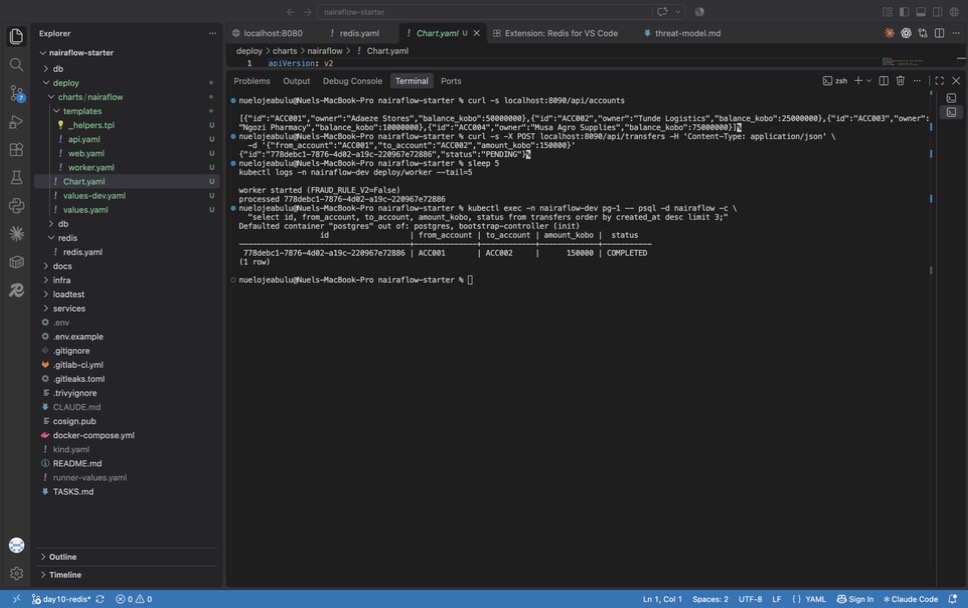 nairaflow-starter
Explorer
nairaflow-starter
db
deploy
charts / nairaflow
templates
_helpers.tpl
api.yaml U
web.yaml U
worker.yaml U
Chart.yaml U
values-dev.yaml U
values.yaml U
db
redis
redis.yaml
docs
infra
loadtest
services
.env
.env.example
.gitignore
.gitlab-ci.yml
.gitleaks.toml
.trivyignore
CLAUDE.md
cosign.pub
docker-compose.yml
kind.yaml
README.md
runner-values.yaml
TASKS.md
Outline
Timeline
localhost:8080
redis.yaml
Chart.yaml U
Extension: Redis for VS Code
threat-model.md
deploy > charts > nairaflow > Chart.yaml
1 apiVersion: v2
Problems Output Debug Console Terminal Ports
zsh
nuelojeabulu@Nuels-MacBook-Pro nairaflow-starter % curl -s localhost:8090/api/accounts
[{"id":"ACC001","owner":"Adaeze Stores","balance_kobo":50000000},{"id":"ACC002","owner":"Tunde Logistics","balance_kobo":25000000},{"id":"ACC003","owner":
"Ngozi Pharmacy","balance_kobo":10000000},{"id":"ACC004","owner":"Musa Agro Supplies","balance_kobo":75000000}]%
nuelojeabulu@Nuels-MacBook-Pro nairaflow-starter % curl -s -X POST localhost:8090/api/transfers -H 'Content-Type: application/json' \
-d '{"from_account":"ACC001","to_account":"ACC002","amount_kobo":150000}'
{"id":"778debc1-7876-4d02-a19c-220967e72886","status":"PENDING"}%
nuelojeabulu@Nuels-MacBook-Pro nairaflow-starter % sleep 5
kubectl logs -n nairaflow-dev deploy/worker --tail=5
worker started (FRAUD_RULE_V2=False)
processed 778debc1-7876-4d02-a19c-220967e72886
nuelojeabulu@Nuels-MacBook-Pro nairaflow-starter % kubectl exec -n nairaflow-dev pg-1 -- psql -d nairaflow -c \
"select id, from_account, to_account, amount_kobo, status from transfers order by created_at desc limit 3;"
Defaulted container "postgres" out of: postgres, bootstrap-controller (init)
id | from_account | to_account | amount_kobo | status
778debc1-7876-4d02-a19c-220967e72886 | ACC001 | ACC002 | 150000 | COMPLETED
(1 row)
nuelojeabulu@Nuels-MacBook-Pro nairaflow-starter %
day10-redis* 0 0 Ln 1, Col 1 Spaces: 2 UTF-8 LF { } YAML Sign In Claude Code